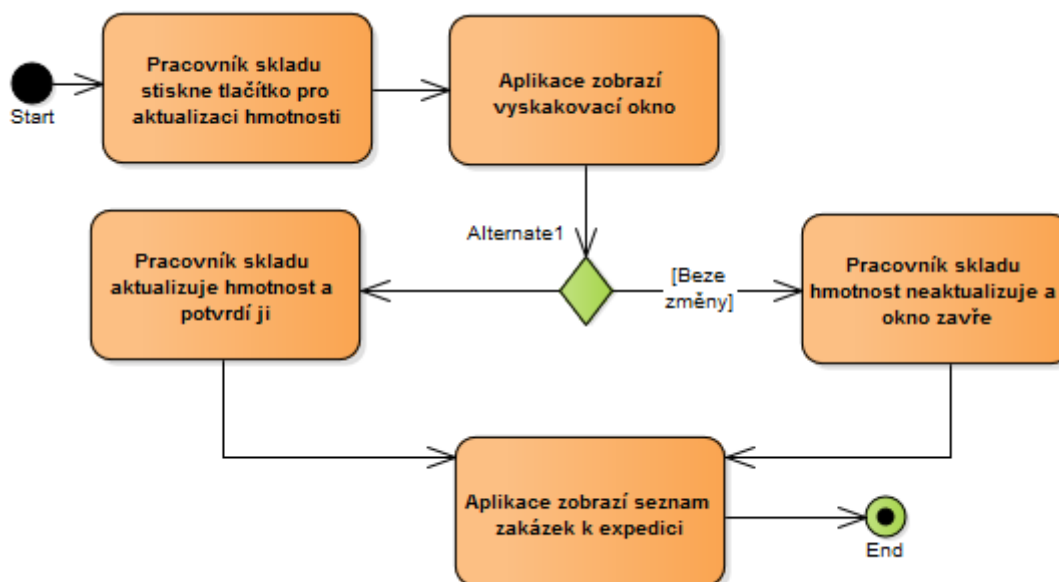 Start
Pracovník skladu
stiskne tlačítko pro
aktualizaci hmotnosti
Aplikace zobrazí
vyskakovací okno
Alternate1
Pracovník skladu
aktualizuje hmotnost a
potvrdí ji
[Beze
změny]
Pracovník skladu
hmotnost neaktualizuje a
okno zavře
Aplikace zobrazí seznam
zakázek k expedici
End